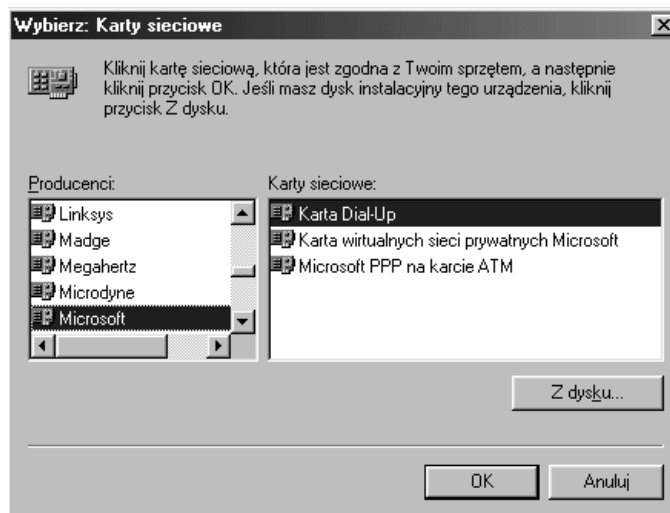 Wybierz: Karty sieciowe
Kliknij kartę sieciową, która jest zgodna z Twoim sprzętem, a następnie
kliknij przycisk OK. Jeśli masz dysk instalacyjny tego urządzenia, kliknij
przycisk Z dysku.
Producenci:
Linksys
Madge
Megahertz
Microdyne
Microsoft
Karty sieciowe:
Karta Dial-Up
Karta wirtualnych sieci prywatnych Microsoft
Microsoft PPP na karcie ATM
Z dysku...
OK
Anuluj